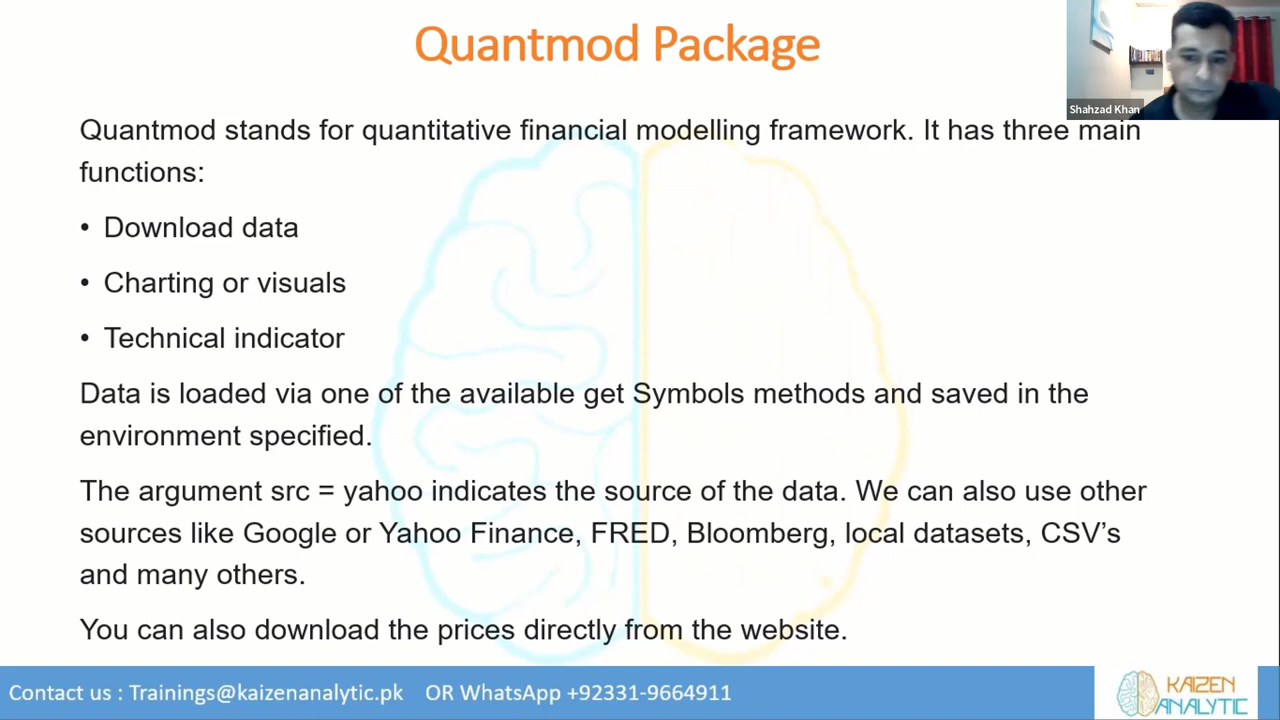 Quantmod Package
Shahzad Khan
Quantmod stands for quantitative financial modelling framework. It has three main
functions:
• Download data
• Charting or visuals
• Technical indicator
Data is loaded via one of the available get Symbols methods and saved in the
environment specified.
The argument src = yahoo indicates the source of the data. We can also use other
sources like Google or Yahoo Finance, FRED, Bloomberg, local datasets, CSV’s
and many others.
You can also download the prices directly from the website.
Contact us : Trainings@kaizenanalytic.pk OR WhatsApp +92331-9664911
KAIZEN
ANALYTIC